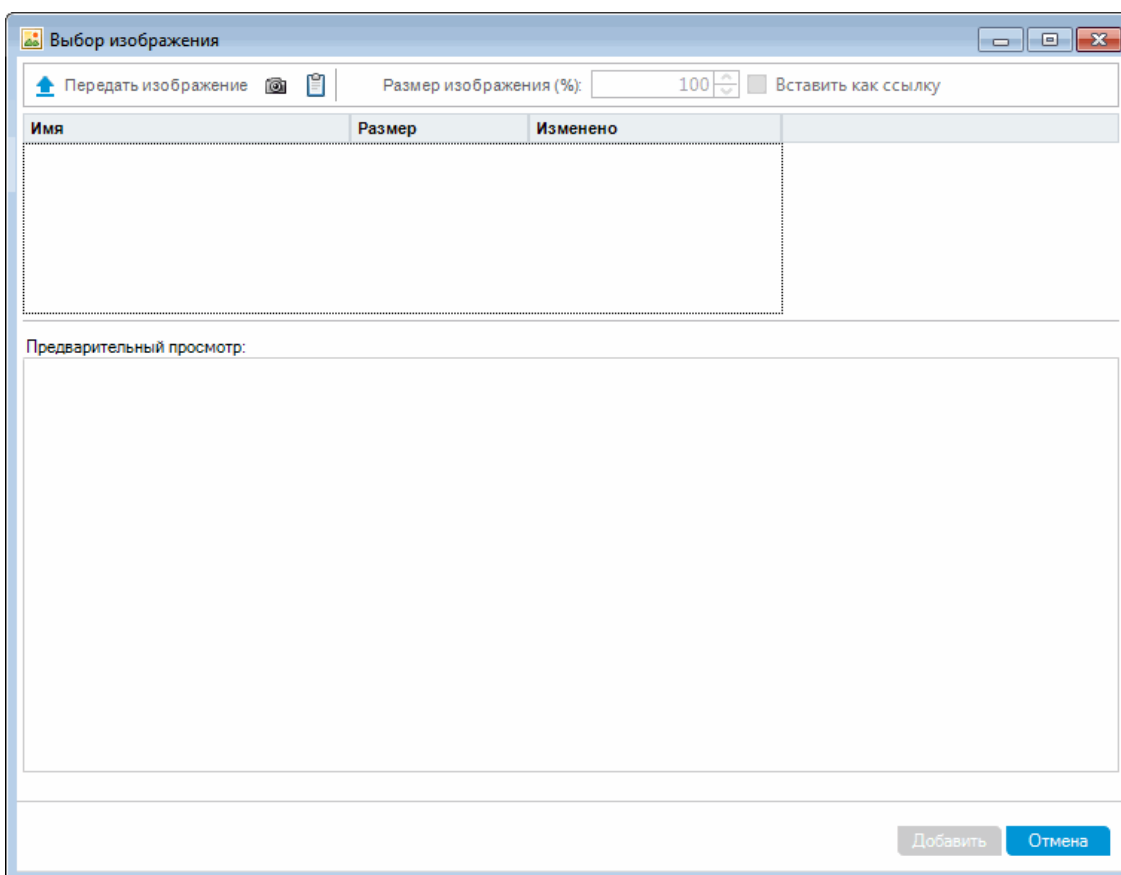 Выбор изображения
Передать изображение Размер изображения (%): 100 Вставить как ссылку
Имя Размер Изменено
Предварительный просмотр:
Добавить Отмена